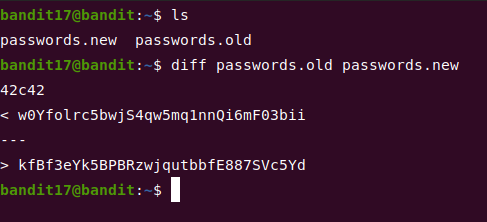 bandit17@bandit:~$ ls
passwords.new  passwords.old
bandit17@bandit:~$ diff passwords.old passwords.new
42c42
< w0Yfolrc5bwjS4qw5mq1nnQi6mF03bii
---
> kfBf3eYk5BPBRzwjqutbbfE887SVc5Yd
bandit17@bandit:~$